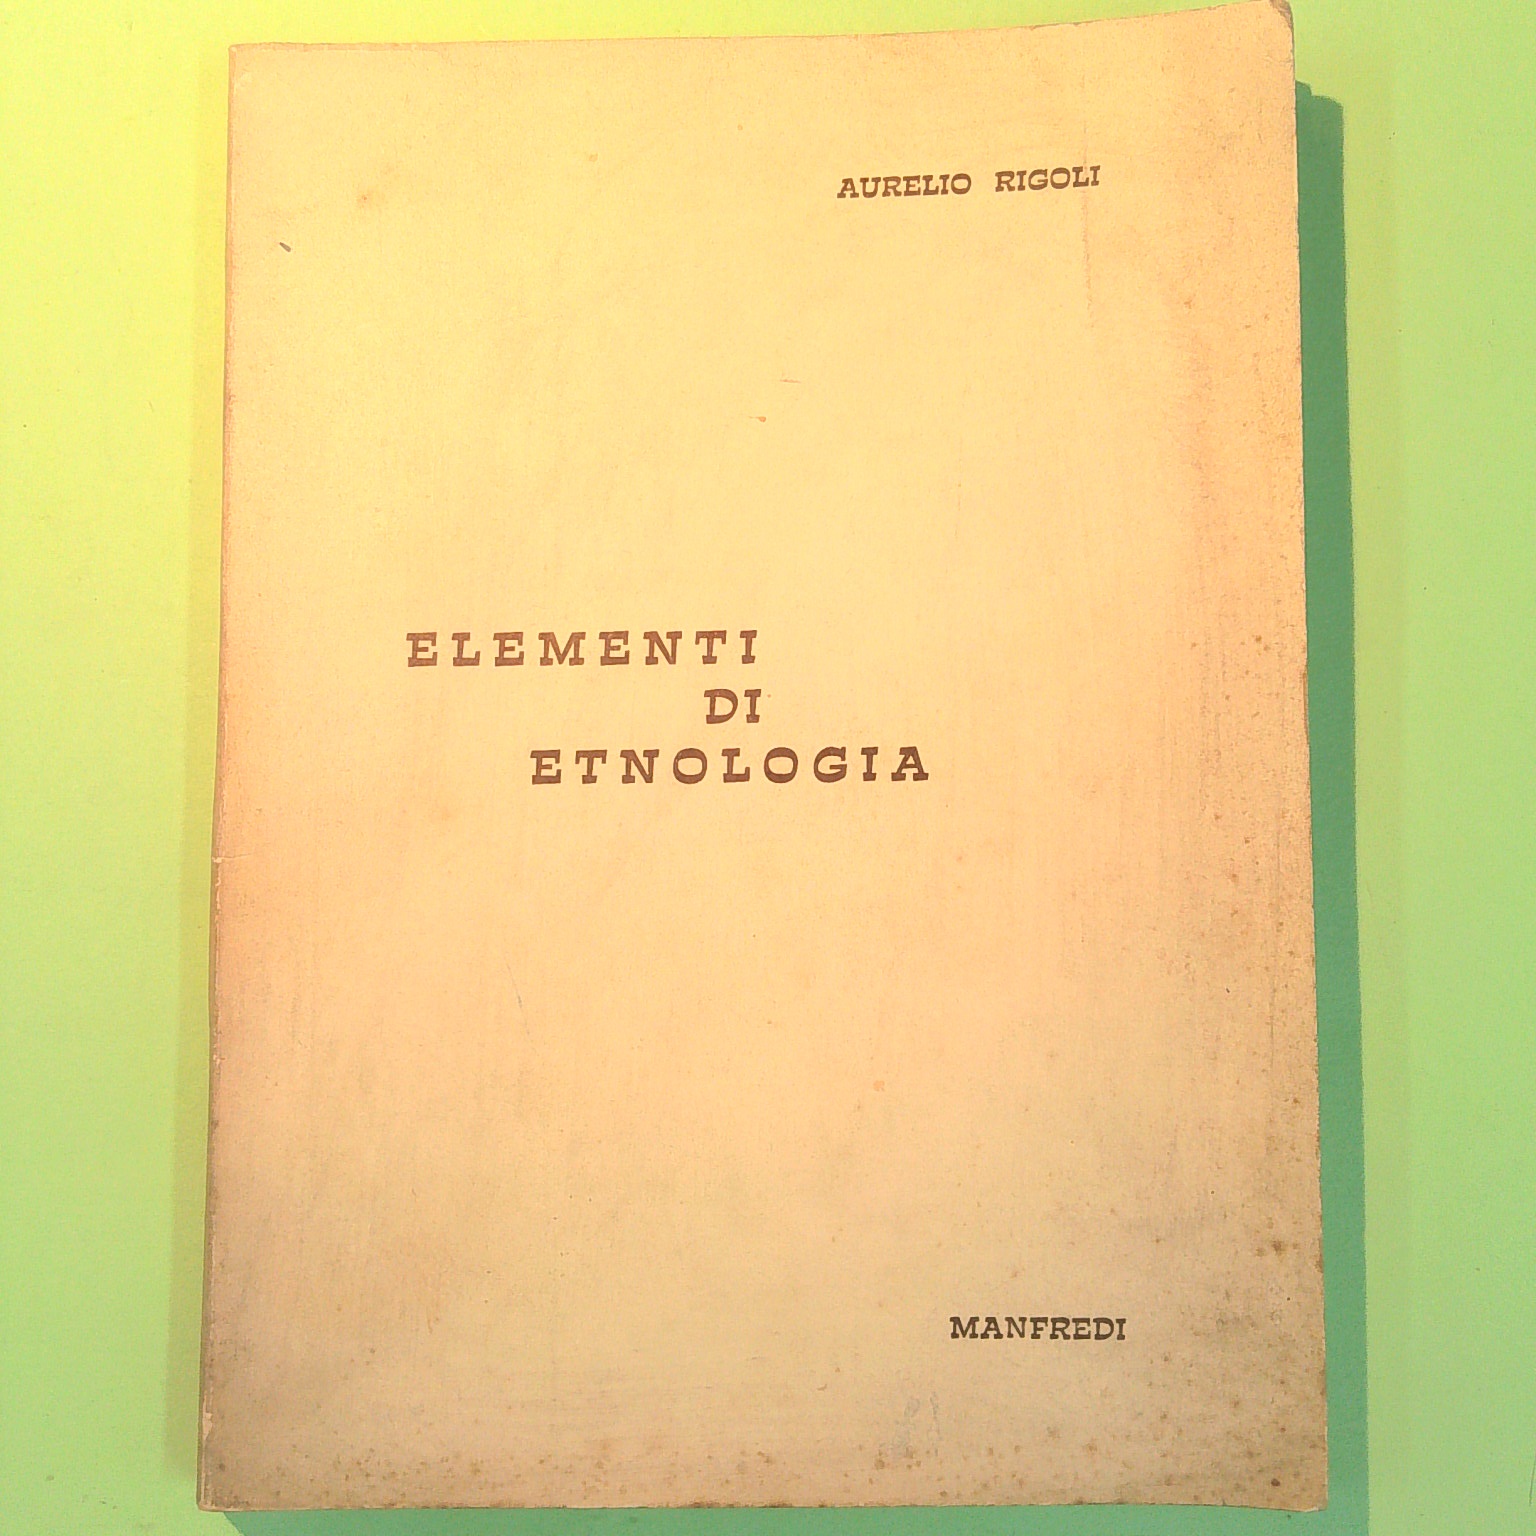 AURELIO RIGOLI
ELEMENTI
DI
ETNOLOGIA
MANFREDI